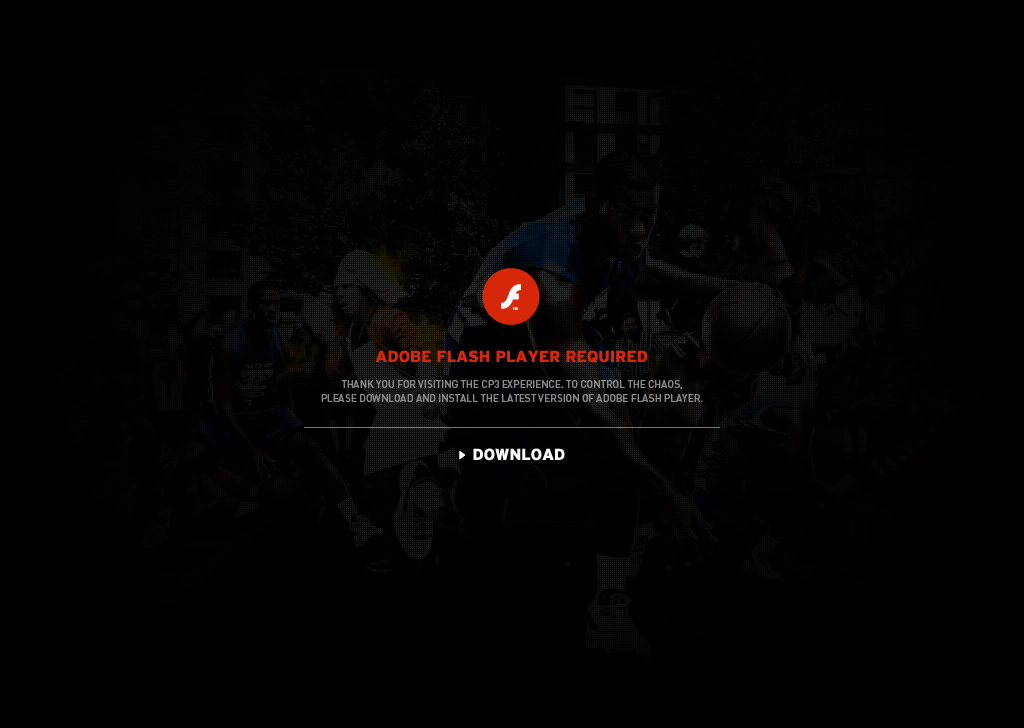 ADOBE FLASH PLAYER REQUIRED
THANK YOU FOR VISITING THE CP3 EXPERIENCE. TO CONTROL THE CHAOS,
PLEASE DOWNLOAD AND INSTALL THE LATEST VERSION OF ADOBE FLASH PLAYER.
DOWNLOAD